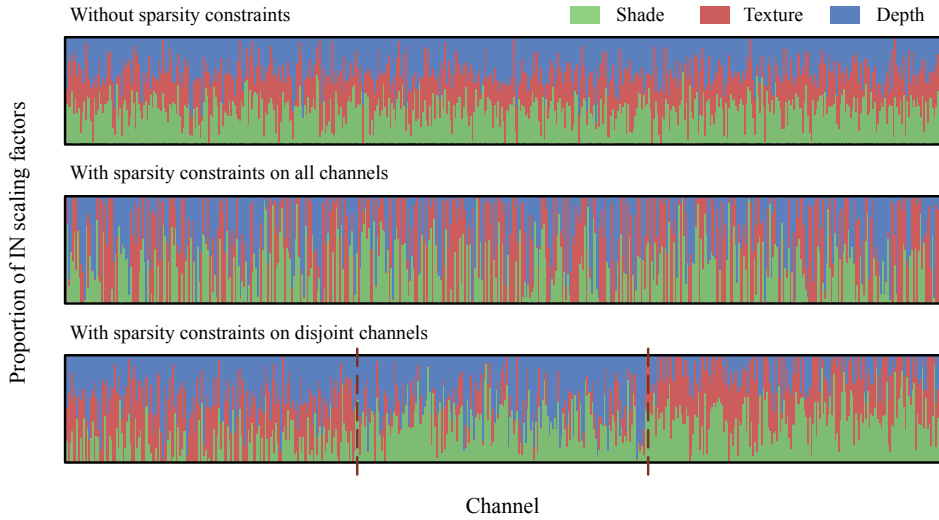 Without sparsity constraints
Shade Texture Depth
With sparsity constraints on all channels
With sparsity constraints on disjoint channels
Proportion of IN scaling factors
Channel